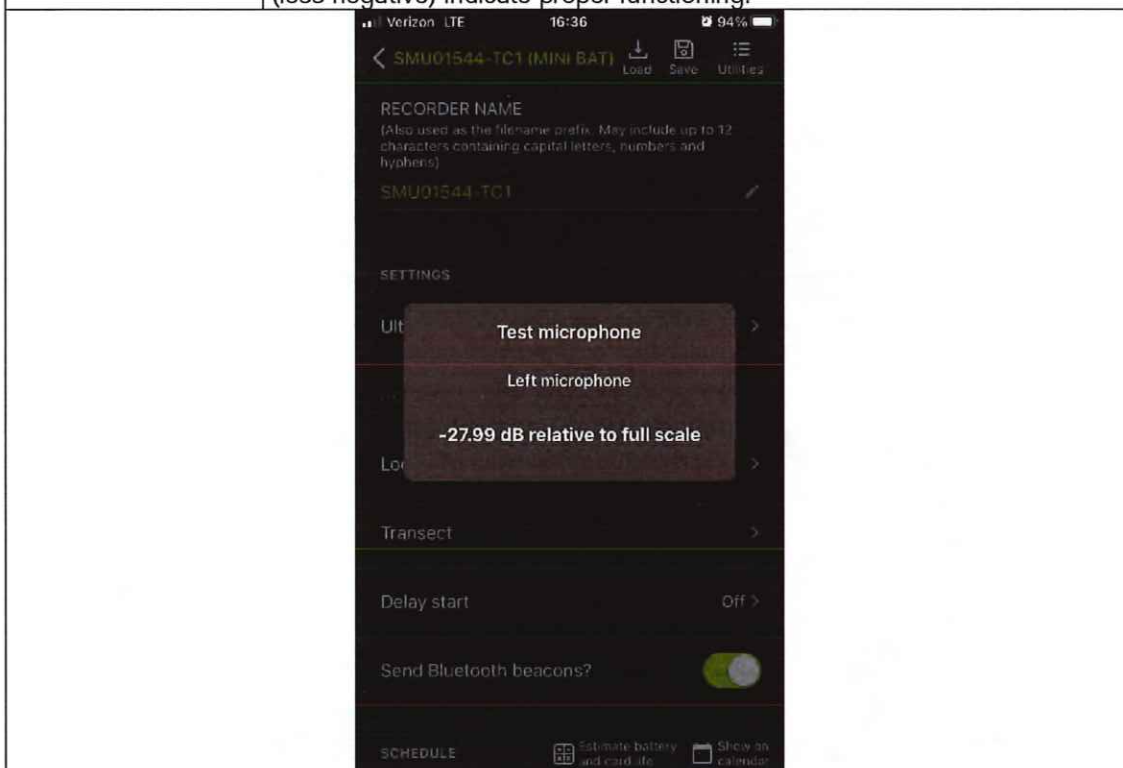 (less negative) indicate proper functioning.
Verizon LTE 16:36 94%
SMU01544-TC1 (MINI BAT)
Load Save Utilities
RECORDER NAME
(Also used as the filename prefix. May include up to 12
characters containing capital letters, numbers and
hyphens)
SMU01544-TC1
SETTINGS
Ult
Test microphone
Left microphone
-27.99 dB relative to full scale
Loc
Transect
Delay start Off
Send Bluetooth beacons?
SCHEDULE
Estimate battery
and card life
Show on
calendar